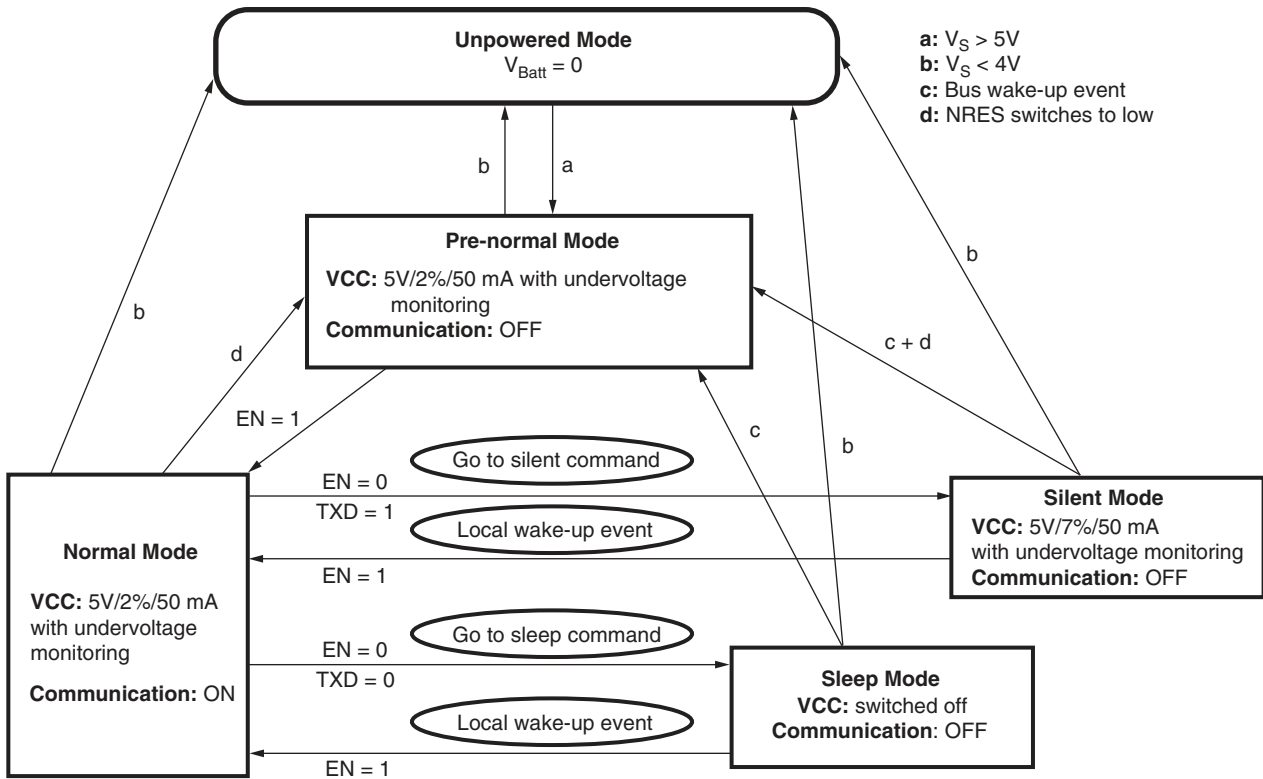 Unpowered Mode
V_Batt = 0
a: V_S > 5V
b: V_S < 4V
c: Bus wake-up event
d: NRES switches to low
b
a
Pre-normal Mode
VCC: 5V/2%/50 mA with undervoltage
monitoring
Communication: OFF
b
b
d
c + d
EN = 1
c
b
Go to silent command
EN = 0
TXD = 1
Local wake-up event
EN = 1
Silent Mode
VCC: 5V/7%/50 mA
with undervoltage monitoring
Communication: OFF
Normal Mode
VCC: 5V/2%/50 mA
with undervoltage
monitoring
Communication: ON
Go to sleep command
EN = 0
TXD = 0
Local wake-up event
EN = 1
Sleep Mode
VCC: switched off
Communication: OFF